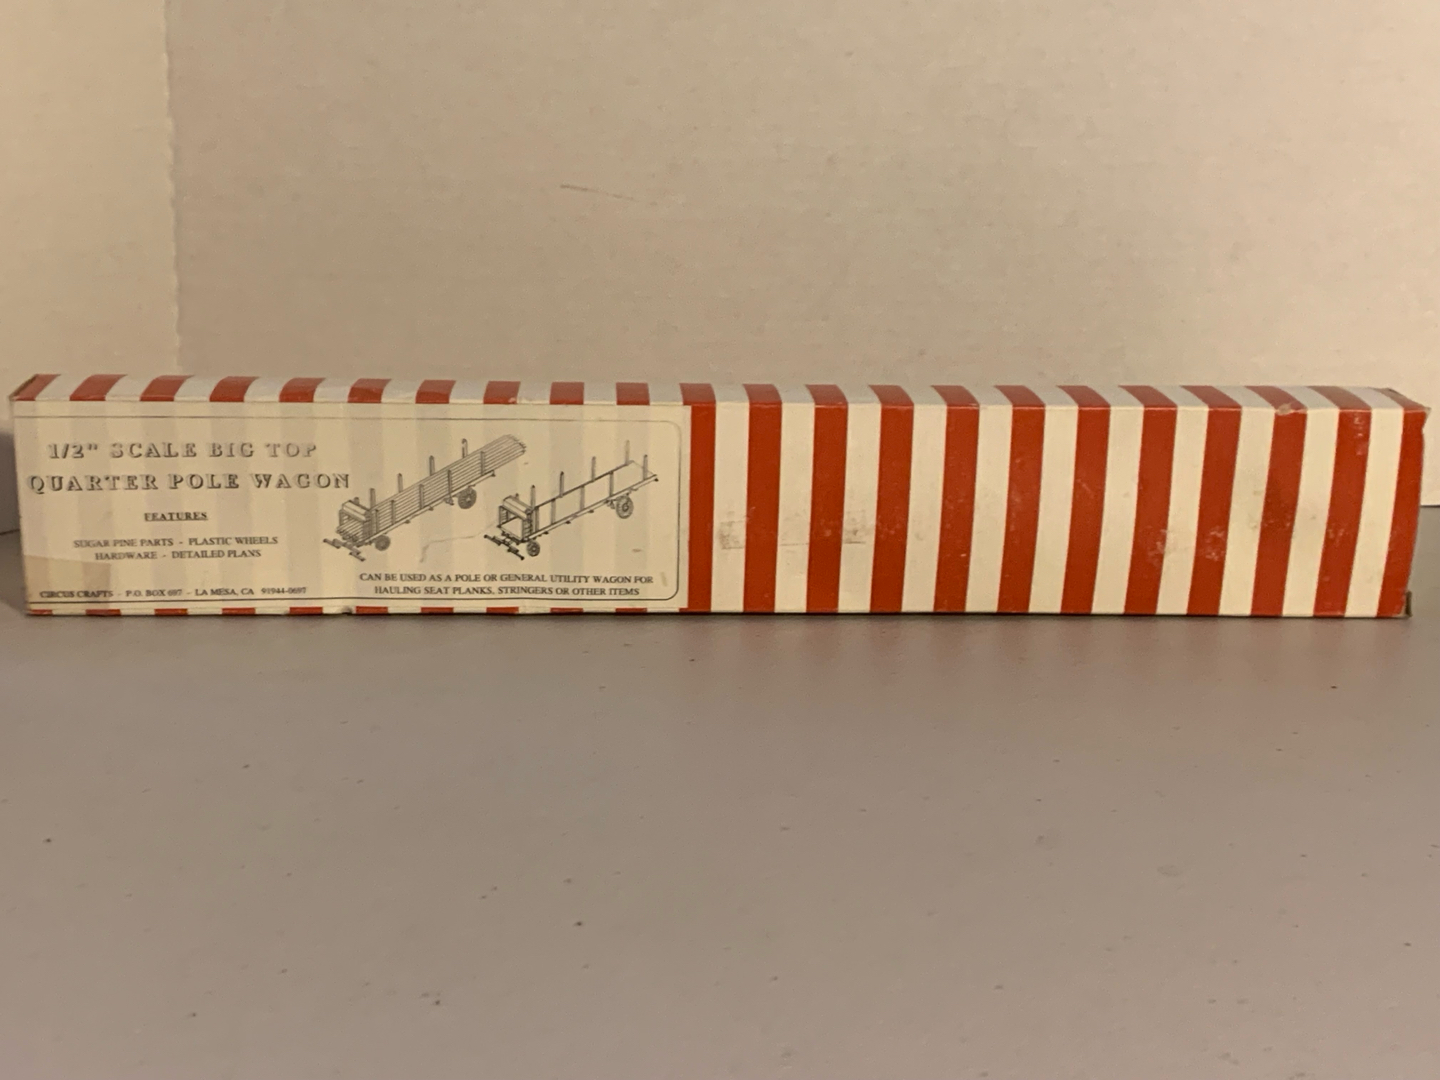 1/2" SCALE BIG TOP
QUARTER POLE WAGON
FEATURES
SUGAR PINE PARTS - PLASTIC WHEELS
HARDWARE - DETAILED PLANS
CIRCUS CRAFTS - P.O. BOX 697 - LA MESA, CA 91944-0697
CAN BE USED AS A POLE OR GENERAL UTILITY WAGON FOR
HAULING SEAT PLANKS, STRINGERS OR OTHER ITEMS